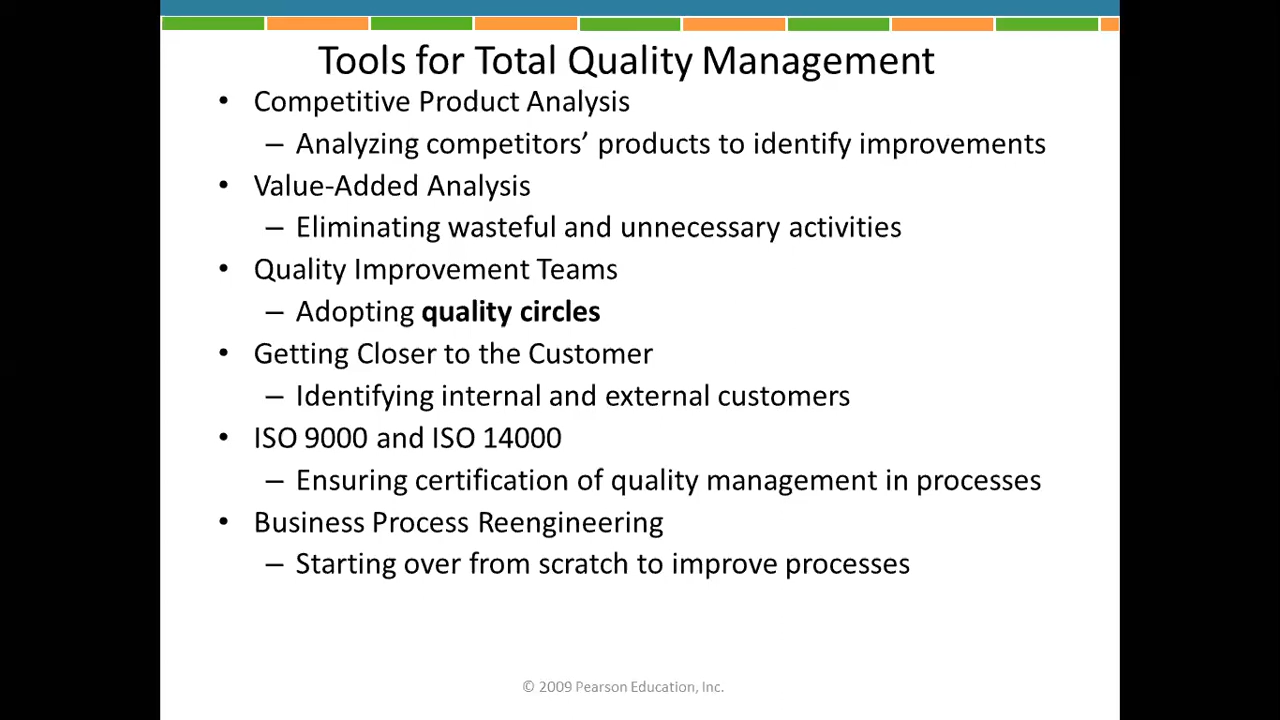 Tools for Total Quality Management
• Competitive Product Analysis
– Analyzing competitors’ products to identify improvements
• Value-Added Analysis
– Eliminating wasteful and unnecessary activities
• Quality Improvement Teams
– Adopting quality circles
• Getting Closer to the Customer
– Identifying internal and external customers
• ISO 9000 and ISO 14000
– Ensuring certification of quality management in processes
• Business Process Reengineering
– Starting over from scratch to improve processes
© 2009 Pearson Education, Inc.